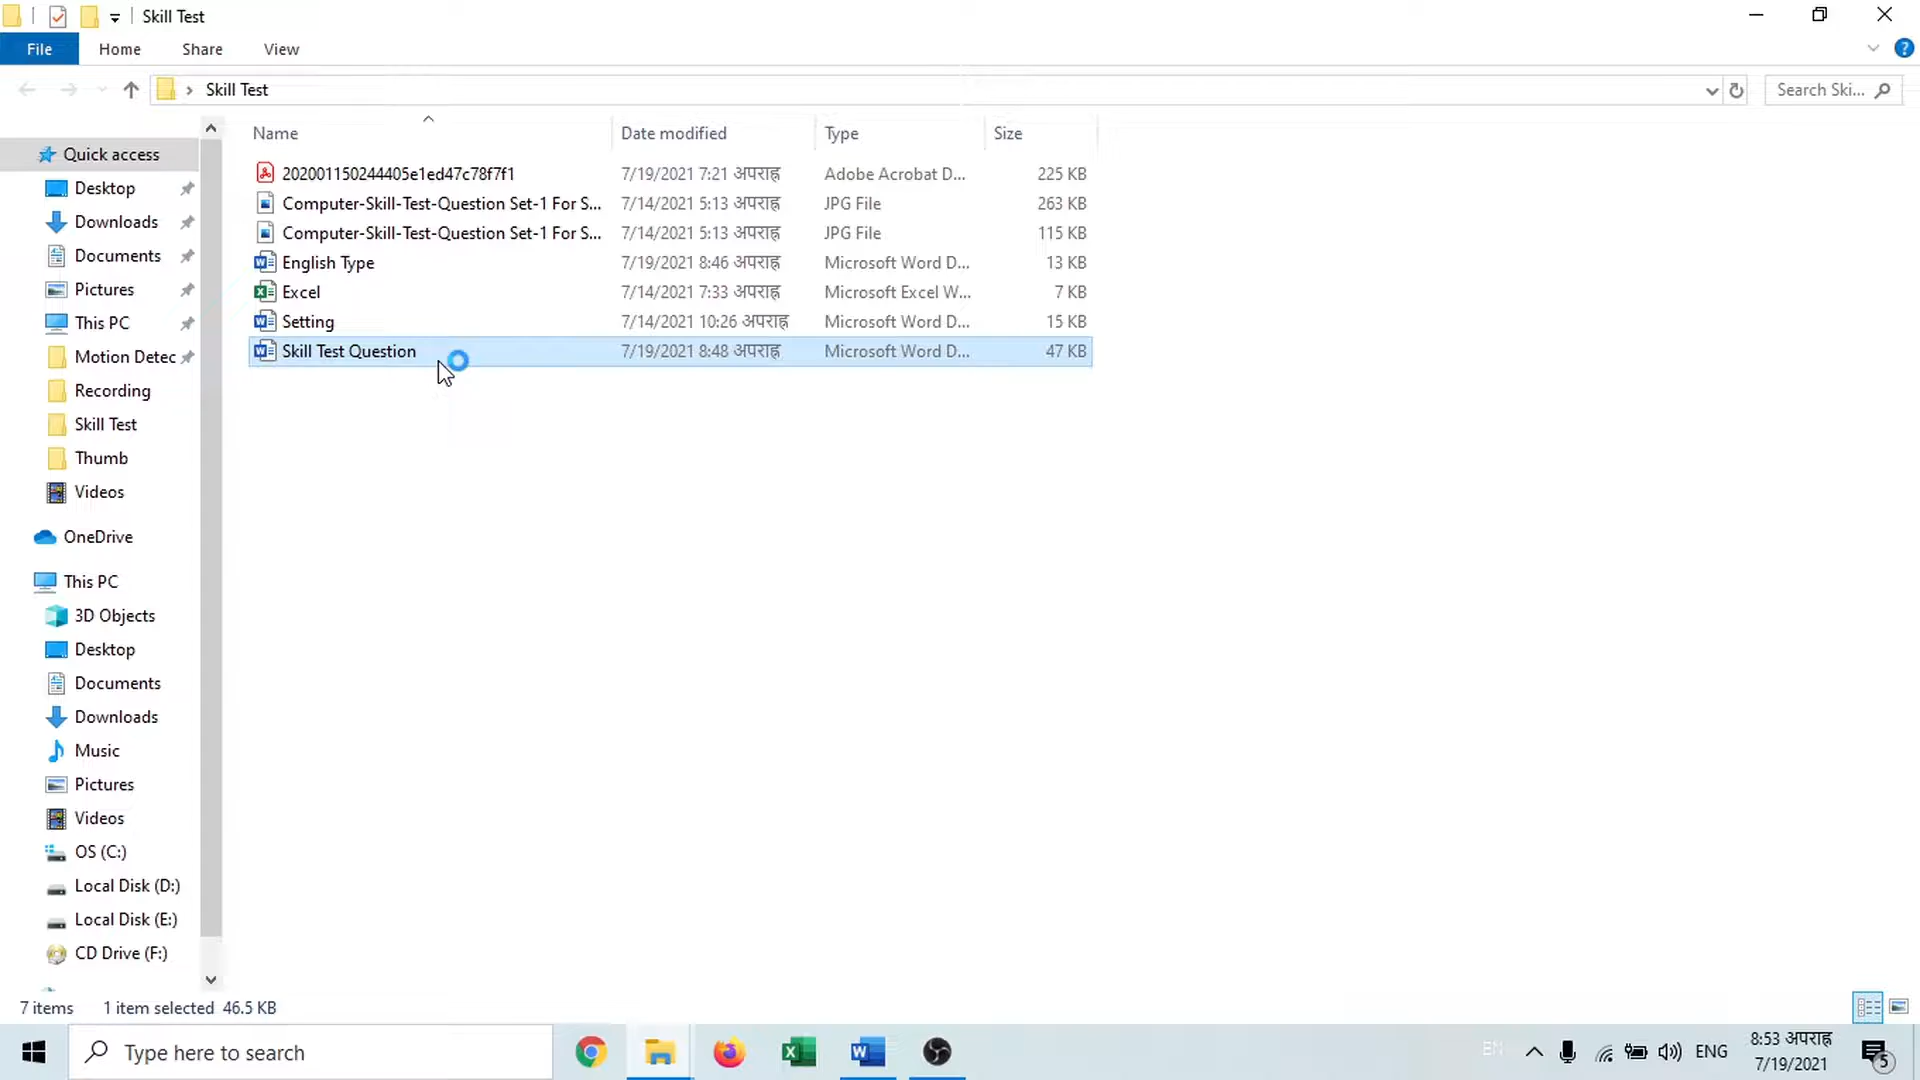 Skill Test
File Home Share View
Skill Test
Search Ski...
Name Date modified Type Size
202001150244405e1ed47c78f7f1 7/19/2021 7:21 अपराह्न Adobe Acrobat D... 225 KB
Computer-Skill-Test-Question Set-1 For S... 7/14/2021 5:13 अपराह्न JPG File 263 KB
Computer-Skill-Test-Question Set-1 For S... 7/14/2021 5:13 अपराह्न JPG File 115 KB
English Type 7/19/2021 8:46 अपराह्न Microsoft Word D... 13 KB
Excel 7/14/2021 7:33 अपराह्न Microsoft Excel W... 7 KB
Setting 7/14/2021 10:26 अपराह्न Microsoft Word D... 15 KB
Skill Test Question 7/19/2021 8:48 अपराह्न Microsoft Word D... 47 KB
Quick access
Desktop
Downloads
Documents
Pictures
This PC
Motion Detec
Recording
Skill Test
Thumb
Videos
OneDrive
This PC
3D Objects
Desktop
Documents
Downloads
Music
Pictures
Videos
OS (C:)
Local Disk (D:)
Local Disk (E:)
CD Drive (F:)
7 items 1 item selected 46.5 KB
Type here to search
EN
ENG
8:53 अपराह्न
7/19/2021
5